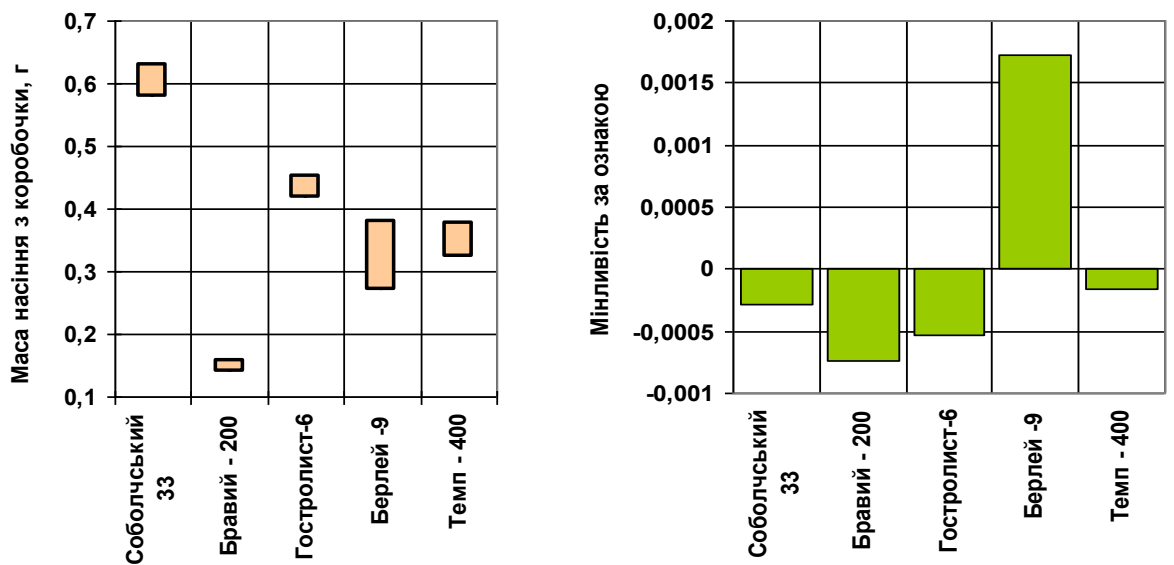 Маса насіння з коробочки, г
0,7
0,6
0,5
0,4
0,3
0,2
0,1
Соболчський
33
Бравий - 200
Гостролист-6
Берлей -9
Темп - 400
Мінливість за ознакою
0,002
0,0015
0,001
0,0005
0
-0,0005
-0,001
Соболчський
33
Бравий - 200
Гостролист-6
Берлей -9
Темп - 400